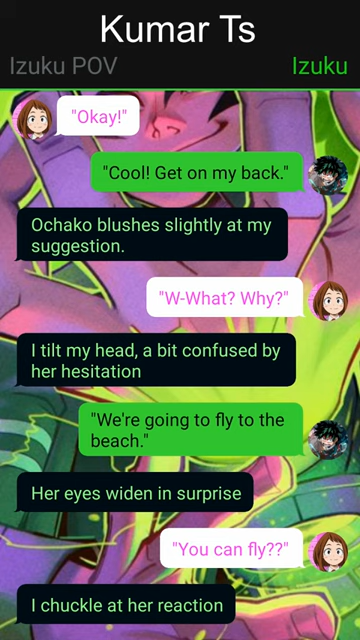 Kumar Ts
Izuku POV
Izuku
"Okay!"
"Cool! Get on my back."
Ochako blushes slightly at my
suggestion.
"W-What? Why?"
I tilt my head, a bit confused by
her hesitation
"We're going to fly to the
beach."
Her eyes widen in surprise
"You can fly??"
I chuckle at her reaction